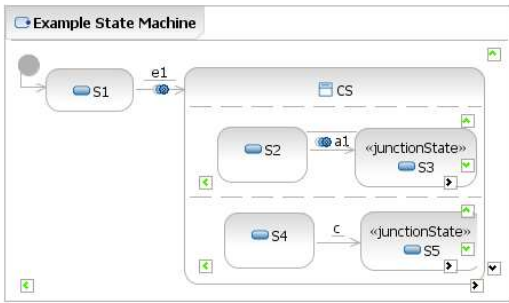 Example State Machine
e1
S1
CS
S2
a1
«junctionState»
S3
S4
c
«junctionState»
S5